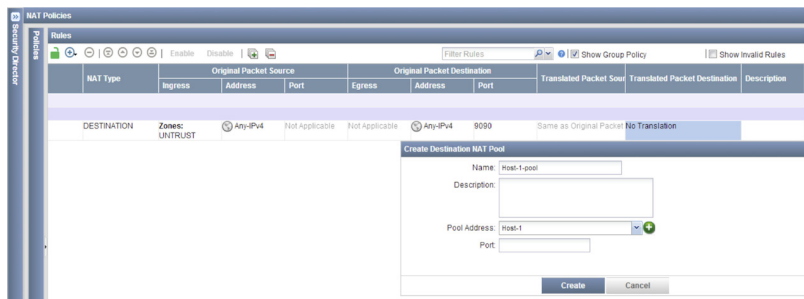 NAT Policies
Security Director
Policies
Rules
Enable Disable
Filter Rules
Show Group Policy
Show Invalid Rules
NAT Type
Original Packet Source
Original Packet Destination
Translated Packet Sour
Translated Packet Destination
Description
Ingress Address Port Egress Address Port
DESTINATION Zones: Any-IPv4 Not Applicable Not Applicable Any-IPv4 9090 Same as Original Packet No Translation
UNTRUST
Create Destination NAT Pool
Name: Host-1-pool
Description:
Pool Address: Host-1
Port:
Create Cancel